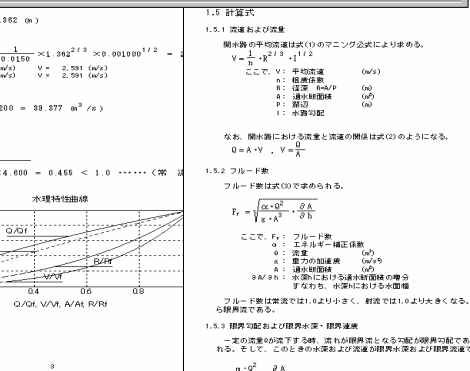 .362 (m)
1
0.0150
×1.362 2/3 ×0.001000 1/2 = 2
m/s) V = 2.591 (m/s)
m/s) V = 2.591 (m/s)
200 = 39.377 (m³/s)
×4.600 = 0.455 < 1.0 ······ (常 流
水理特性曲線
Q/Qf
R/Rf
V/Vf
0.4 0.6 0.8
Q/Qf, V/Vf, A/Af, R/Rf
3
1.5 計算式
1.5.1 流速および流量
開水路の平均流速は式(1)のマニング公式により求める。
V = 1/n ·R 2/3 ·I 1/2
ここで、V: 平均流速 (m/s)
n: 粗度係数
R: 径深 R=A/P (m)
A: 通水断面積 (㎡)
P: 潤辺 (m)
I: 水路勾配
なお、開水路における流量と流速の関係は式(2)のようになる。
Q = A·V , V = Q/A
1.5.2 フルード数
フルード数は式(3)で求められる。
Fr = √ α·Q² / g·A³ · ∂A / ∂h
ここで、Fr: フルード数
α : エネルギー補正係数
Q : 流量 (㎥)
g : 重力の加速度 (m/s²)
A : 通水断面積 (㎡)
∂A/∂h : 水深hにおける通水断面積の増分
すなわち、水深hにおける水面幅
フルード数は常流では1.0より小さく、射流では1.0より大きくなる。
ら限界流である。
1.5.3 限界勾配および限界水深・限界速度
一定の流量Qが流下する時、流れが限界流となる勾配が限界勾配であ
れる。そして、このときの水深および流速が限界水深および限界流速で
α·Q² ∂A